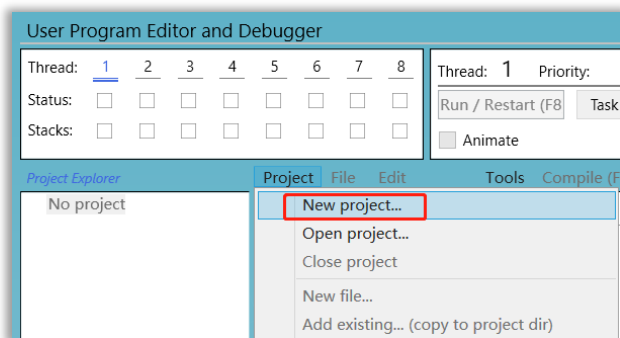 User Program Editor and Debugger
Thread: 1 2 3 4 5 6 7 8
Status:
Stacks:
Thread: 1 Priority:
Run / Restart (F8
Task
Animate
Project Explorer
No project
Project File Edit Tools Compile (F
New project...
Open project...
Close project
New file...
Add existing... (copy to project dir)